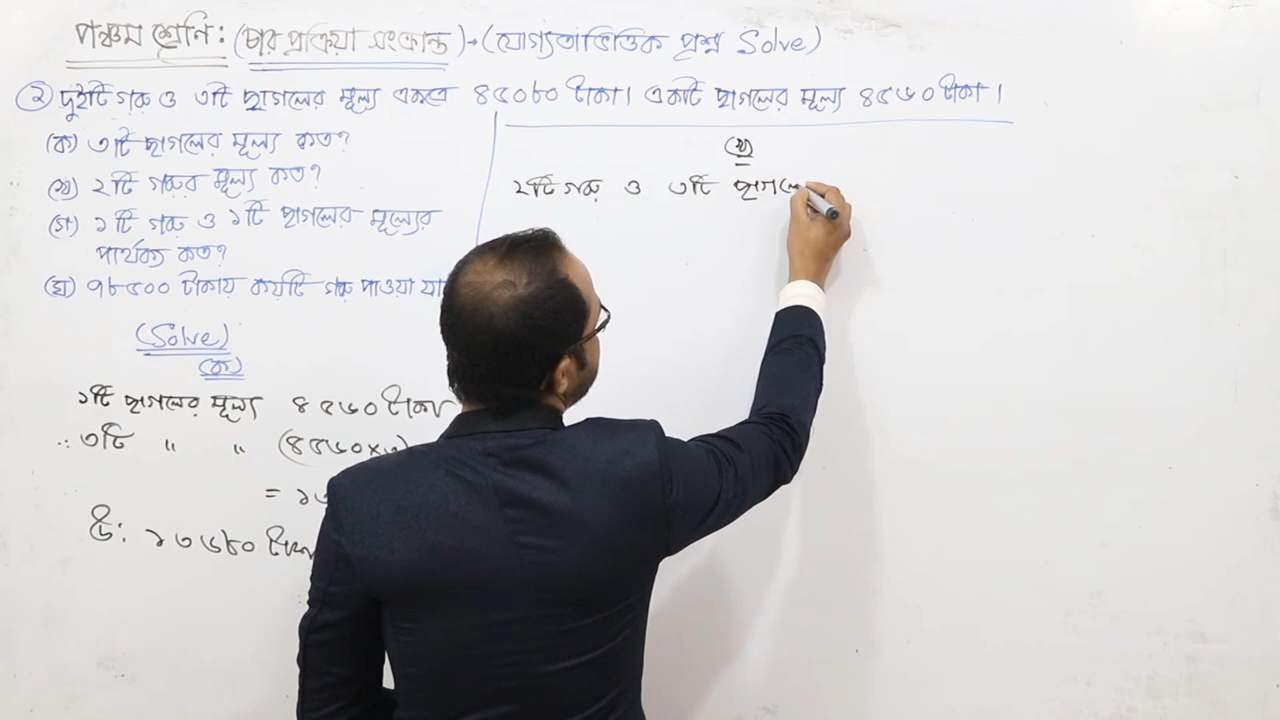 পঞ্চম শ্রেণি: (চার প্রক্রিয়া সংক্রান্ত)→(যোগ্যতাভিত্তিক প্রশ্ন Solve)
২ দুইটি গরু ও ৩টি ছাগলের মূল্য একত্রে ৪৫০৮০ টাকা। একটি ছাগলের মূল্য ৪৫৬০ টাকা।
(ক) ৩টি ছাগলের মূল্য কত?
(খ) ২টি গরুর মূল্য কত?
(গ) ১টি গরু ও ১টি ছাগলের মূল্যের
পার্থক্য কত?
(ঘ) ৭৮৫০০ টাকায় কয়টি গরু পাওয়া যা
(Solve)
(ক)
১টি ছাগলের মূল্য ৪৫৬০ টাকা
∴ ৩টি " " (৪৫৬০×৩)
= ১৩
উ: ১৩৬৮০ টাকা
(খ)
২টি গরু ও ৩টি ছাগলে